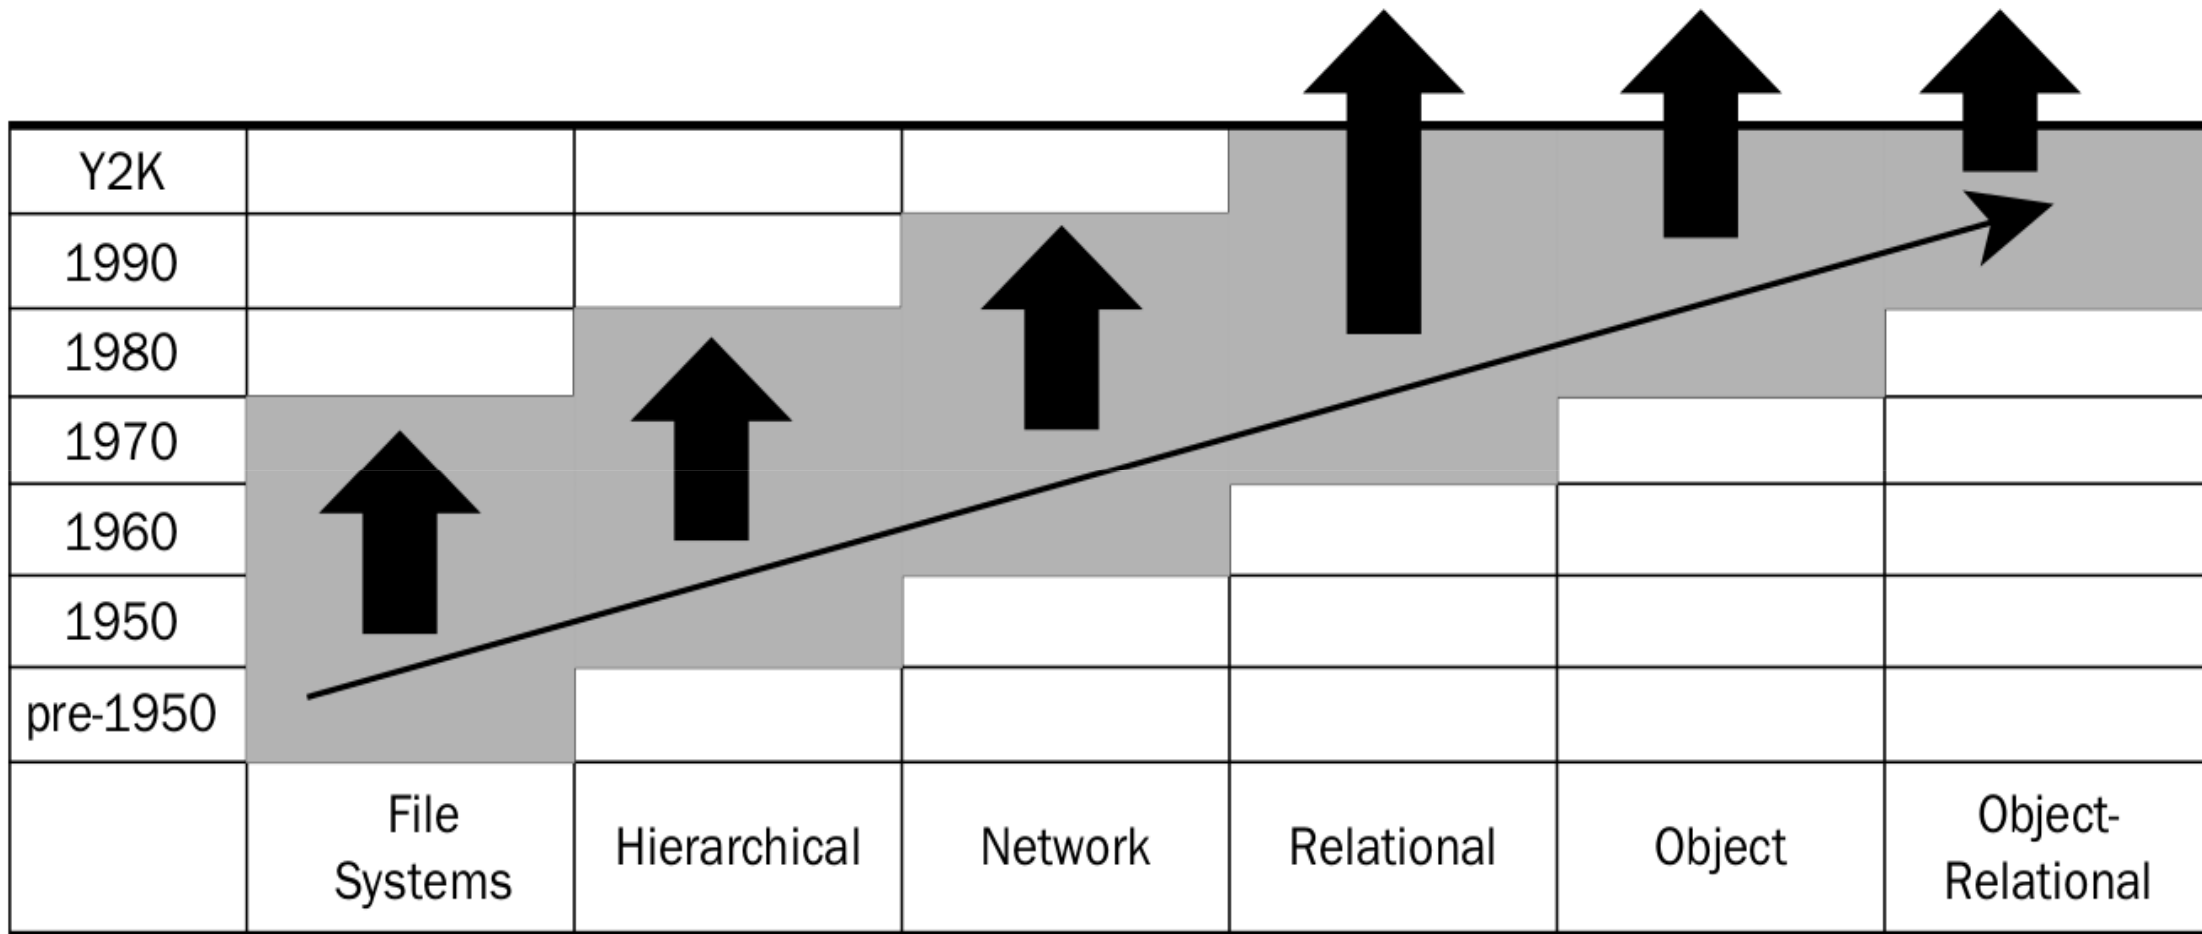 Y2K
1990
1980
1970
1960
1950
pre-1950
File
Systems
Hierarchical
Network
Relational
Object
Object-
Relational